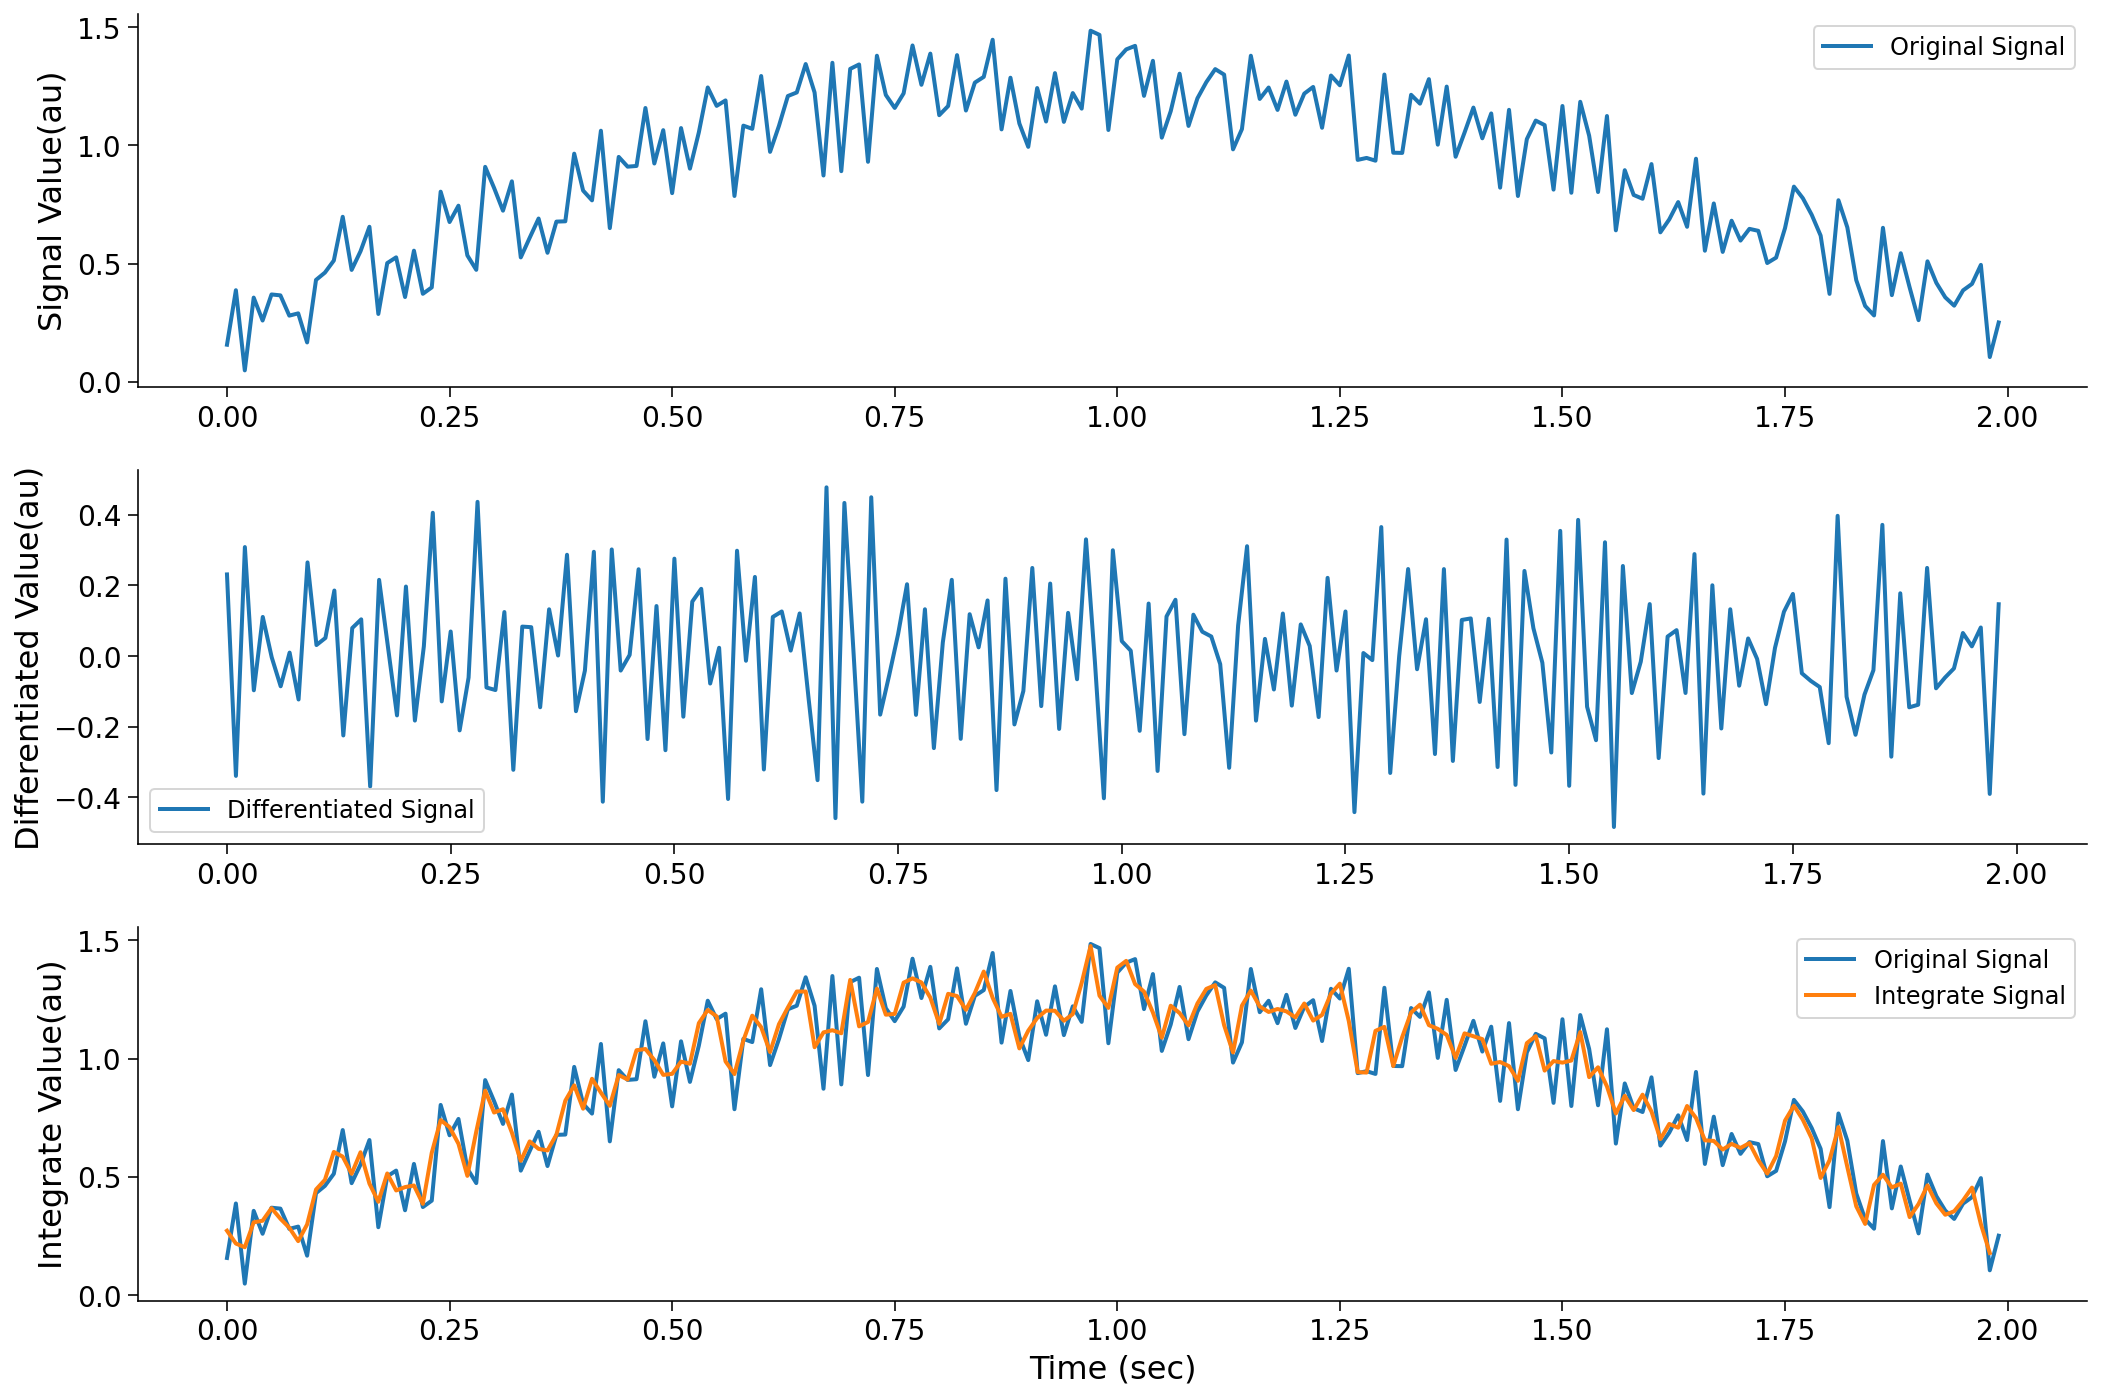 Signal Value(au)
1.5
1.0
0.5
0.0
Original Signal
0.00 0.25 0.50 0.75 1.00 1.25 1.50 1.75 2.00
Differentiated Value(au)
0.4
0.2
0.0
−0.2
−0.4
Differentiated Signal
0.00 0.25 0.50 0.75 1.00 1.25 1.50 1.75 2.00
Integrate Value(au)
1.5
1.0
0.5
0.0
Original Signal
Integrate Signal
0.00 0.25 0.50 0.75 1.00 1.25 1.50 1.75 2.00
Time (sec)